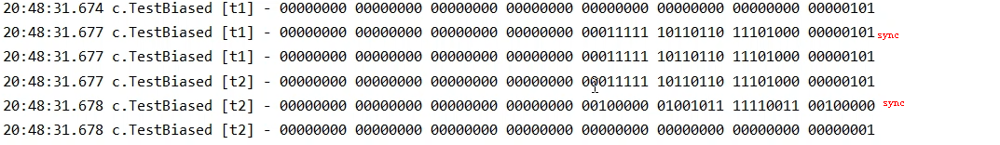 20:48:31.674 c.TestBiased [t1] - 00000000 00000000 00000000 00000000 00000000 00000000 00000000 00000101
20:48:31.677 c.TestBiased [t1] - 00000000 00000000 00000000 00000000 00011111 10110110 11101000 00000101 sync
20:48:31.677 c.TestBiased [t1] - 00000000 00000000 00000000 00000000 00011111 10110110 11101000 00000101
20:48:31.677 c.TestBiased [t2] - 00000000 00000000 00000000 00000000 00011111 10110110 11101000 00000101
20:48:31.678 c.TestBiased [t2] - 00000000 00000000 00000000 00000000 00100000 01001011 11110011 00100000 sync
20:48:31.678 c.TestBiased [t2] - 00000000 00000000 00000000 00000000 00000000 00000000 00000000 00000001